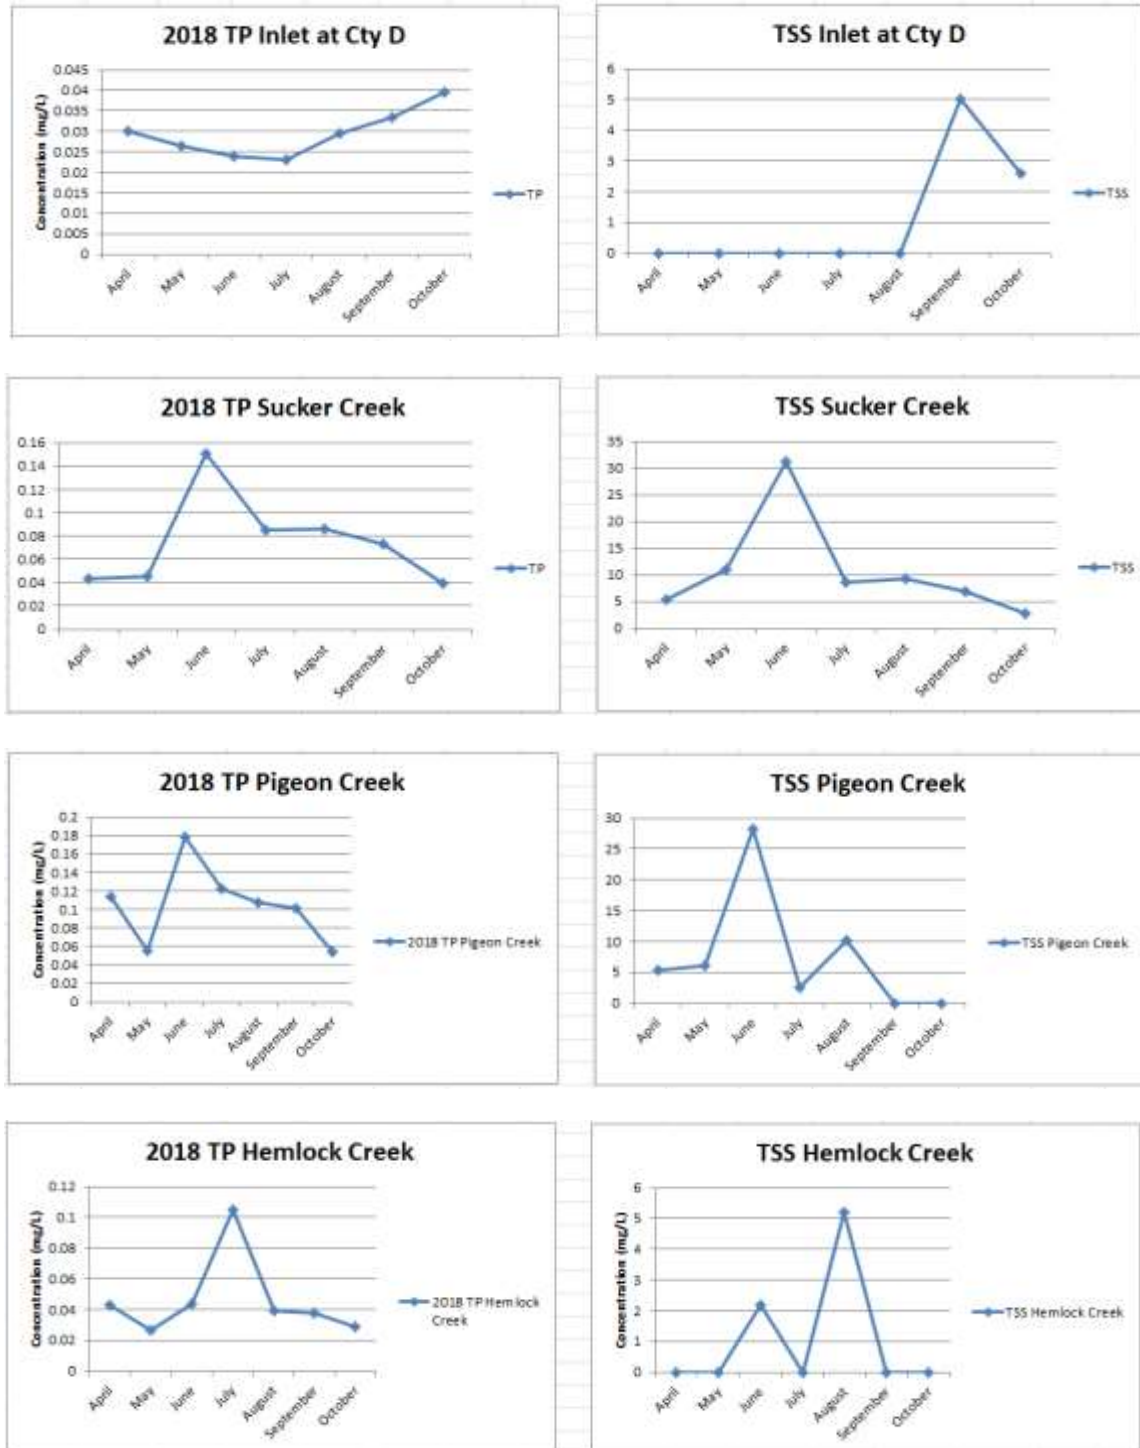 2018 TP Inlet at Cty D
Concentration (mg/L)
0.045
0.04
0.035
0.03
0.025
0.02
0.015
0.01
0.005
0
April
May
June
July
August
September
October
TP
TSS Inlet at Cty D
6
5
4
3
2
1
0
April
May
June
July
August
September
October
TSS
2018 TP Sucker Creek
0.16
0.14
0.12
0.1
0.08
0.06
0.04
0.02
0
April
May
June
July
August
September
October
TP
TSS Sucker Creek
35
30
25
20
15
10
5
0
April
May
June
July
August
September
October
TSS
2018 TP Pigeon Creek
Concentration (mg/L)
0.2
0.18
0.16
0.14
0.12
0.1
0.08
0.06
0.04
0.02
0
April
May
June
July
August
September
October
2018 TP Pigeon Creek
TSS Pigeon Creek
30
25
20
15
10
5
0
April
May
June
July
August
September
October
TSS Pigeon Creek
2018 TP Hemlock Creek
Concentration (mg/L)
0.12
0.1
0.08
0.06
0.04
0.02
0
April
May
June
July
August
September
October
2018 TP Hemlock
Creek
TSS Hemlock Creek
Concentration (mg/L)
6
5
4
3
2
1
0
April
May
June
July
August
September
October
TSS Hemlock Creek